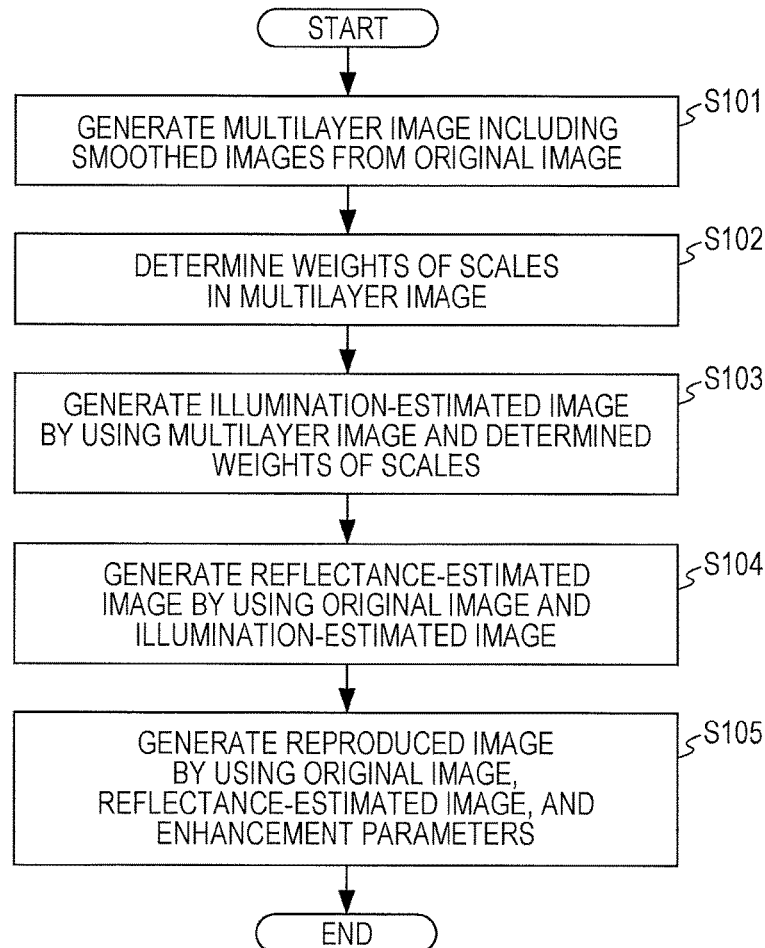 START
S101
GENERATE MULTILAYER IMAGE INCLUDING
SMOOTHED IMAGES FROM ORIGINAL IMAGE
S102
DETERMINE WEIGHTS OF SCALES
IN MULTILAYER IMAGE
S103
GENERATE ILLUMINATION-ESTIMATED IMAGE
BY USING MULTILAYER IMAGE AND DETERMINED
WEIGHTS OF SCALES
S104
GENERATE REFLECTANCE-ESTIMATED
IMAGE BY USING ORIGINAL IMAGE AND
ILLUMINATION-ESTIMATED IMAGE
S105
GENERATE REPRODUCED IMAGE
BY USING ORIGINAL IMAGE,
REFLECTANCE-ESTIMATED IMAGE, AND
ENHANCEMENT PARAMETERS
END